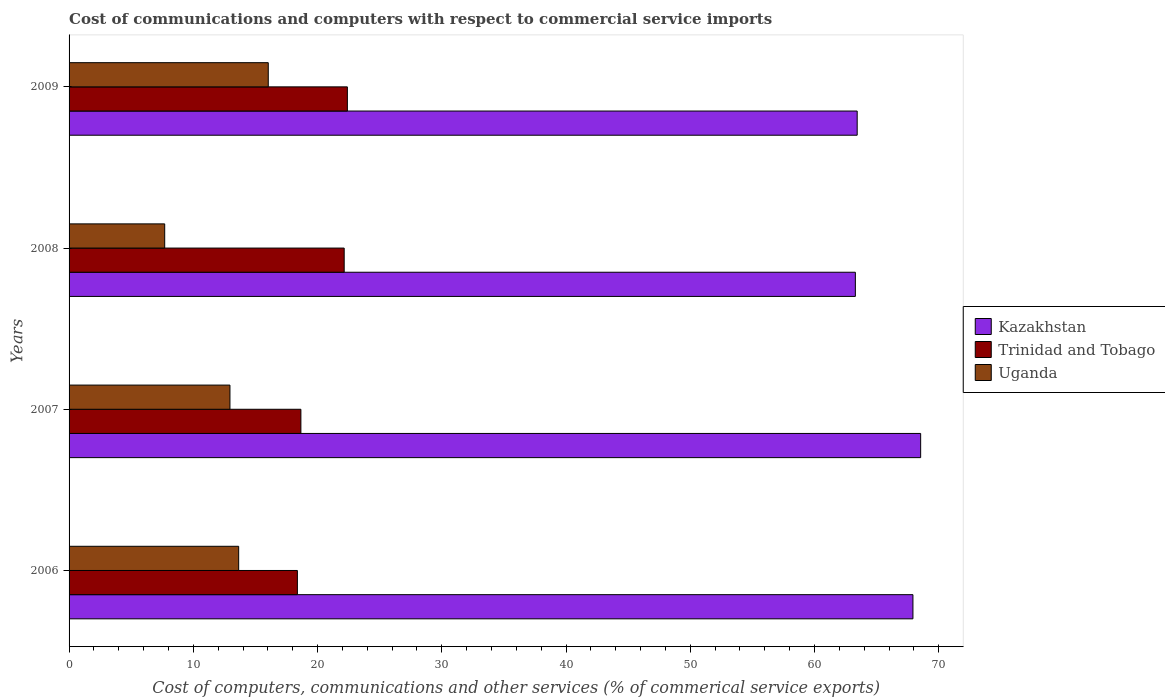 Cost of communications and computers with respect to commercial service imports
2009
2008
2007
2006
Years
Kazakhstan
Trinidad and Tobago
Uganda
0 10 20 30 40 50 60 70
Cost of computers, communications and other services (% of commerical service exports)